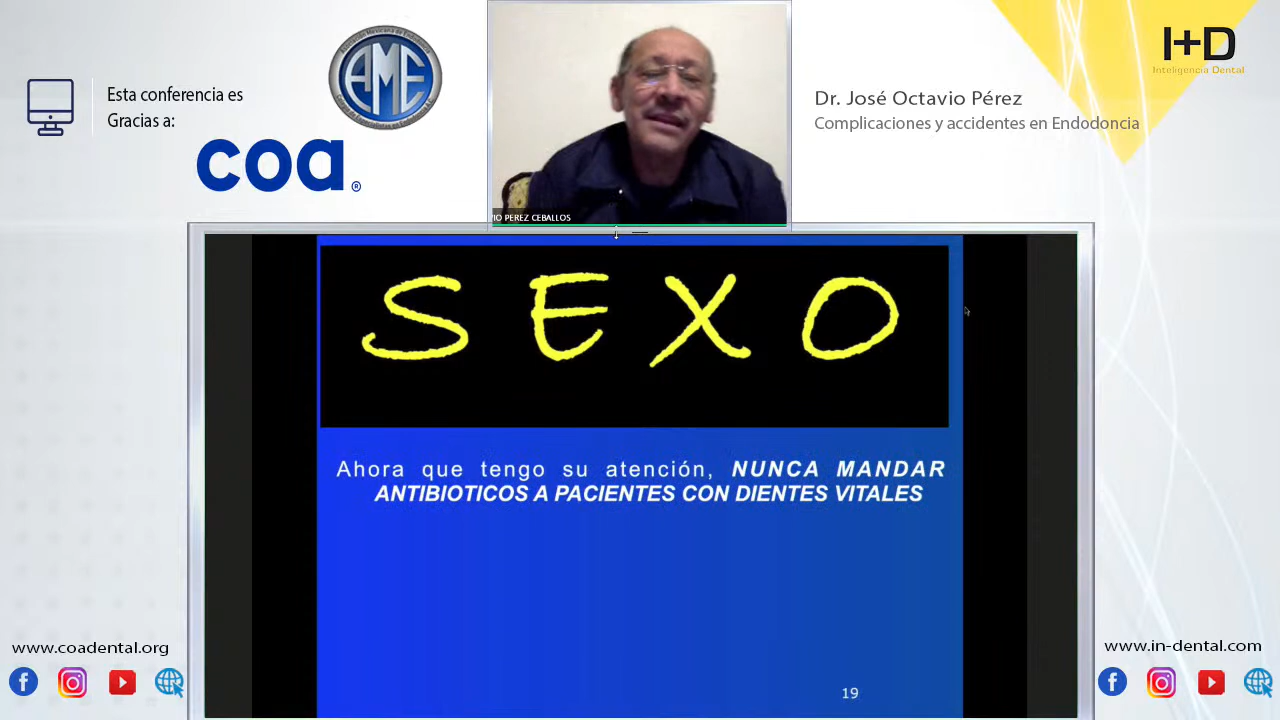 Esta conferencia es
Gracias a:
AME
coa®
IO PEREZ CEBALLOS
Dr. José Octavio Pérez
Complicaciones y accidentes en Endodoncia
I+D
Inteligencia Dental
SEXO
Ahora que tengo su atención, NUNCA MANDAR
ANTIBIOTICOS A PACIENTES CON DIENTES VITALES
19
www.coadental.org
www.in-dental.com